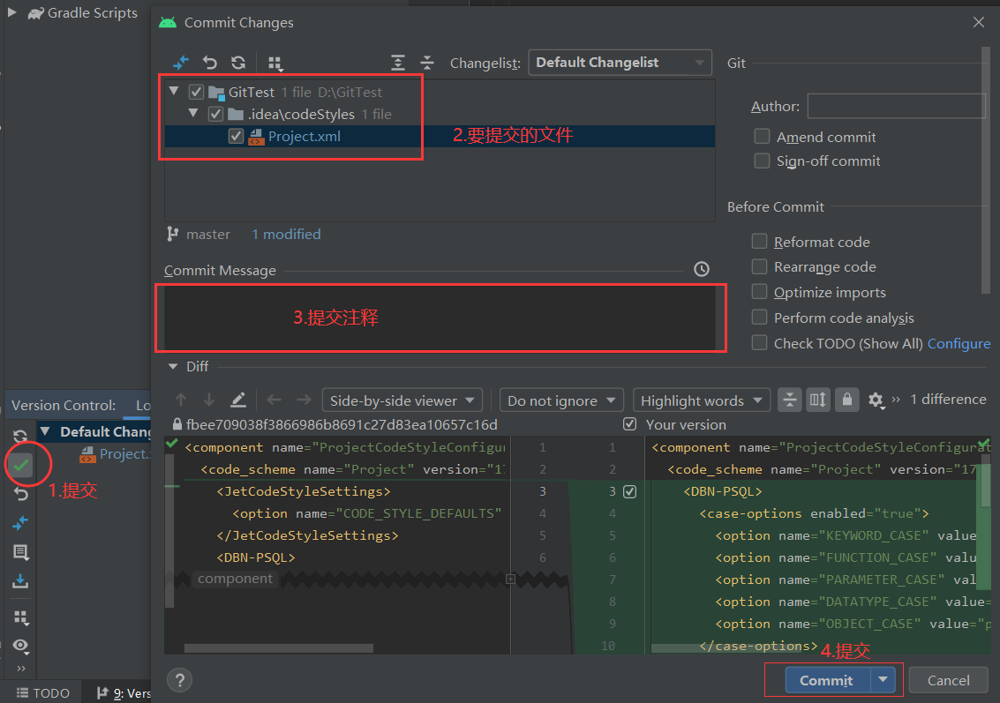 Gradle Scripts
Commit Changes
Changelist: Default Changelist
Git
GitTest 1 file D:\GitTest
.idea\codeStyles 1 file
Project.xml
2.要提交的文件
Author:
Amend commit
Sign-off commit
Before Commit
master 1 modified
Reformat code
Commit Message
Rearrange code
Optimize imports
3.提交注释
Perform code analysis
Check TODO (Show All) Configure
Diff
Version Control: Lo
Side-by-side viewer
Do not ignore
Highlight words
1 difference
fbee709038f3866986b8691c27d83ea10657c16d
Your version
Default Chang
Project.x
1.提交
<component name="ProjectCodeStyleConfigur 1
<code_scheme name="Project" version="17 2
<JetCodeStyleSettings> 3
<option name="CODE_STYLE_DEFAULTS" 4
</JetCodeStyleSettings> 5
<DBN-PSQL> 6
component
1 <component name="ProjectCodeStyleConfigurat
2 <code_scheme name="Project" version="17
3 <DBN-PSQL>
4 <case-options enabled="true">
5 <option name="KEYWORD_CASE" value
6 <option name="FUNCTION_CASE" valu
7 <option name="PARAMETER_CASE" val
8 <option name="DATATYPE_CASE" value=
9 <option name="OBJECT_CASE" value="p
10 </case-options>
4.提交
?
Commit
Cancel
TODO
9: Vers